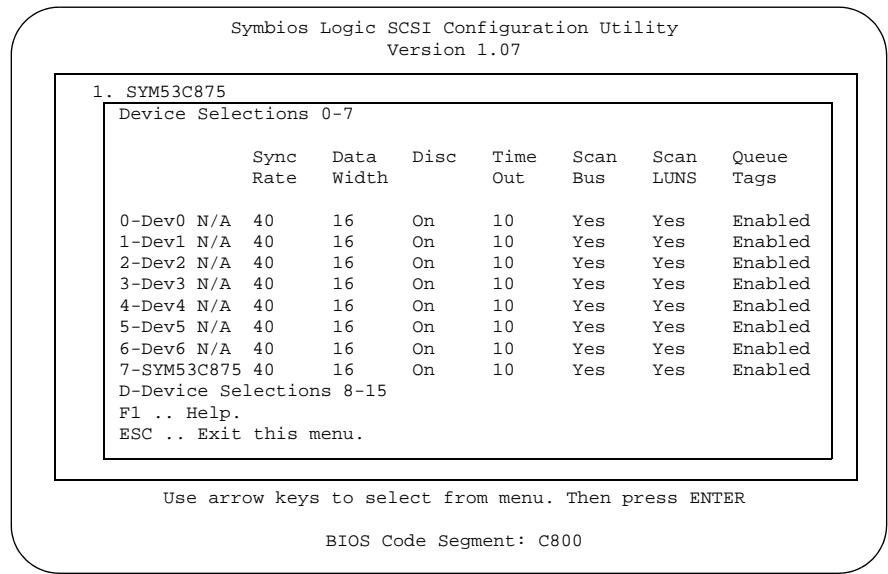 Symbios Logic SCSI Configuration Utility
Version 1.07
1. SYM53C875
Device Selections 0-7
Sync Data Disc Time Scan Scan Queue
Rate Width Out Bus LUNS Tags
0-Dev0 N/A 40 16 On 10 Yes Yes Enabled
1-Dev1 N/A 40 16 On 10 Yes Yes Enabled
2-Dev2 N/A 40 16 On 10 Yes Yes Enabled
3-Dev3 N/A 40 16 On 10 Yes Yes Enabled
4-Dev4 N/A 40 16 On 10 Yes Yes Enabled
5-Dev5 N/A 40 16 On 10 Yes Yes Enabled
6-Dev6 N/A 40 16 On 10 Yes Yes Enabled
7-SYM53C875 40 16 On 10 Yes Yes Enabled
D-Device Selections 8-15
F1 .. Help.
ESC .. Exit this menu.
Use arrow keys to select from menu. Then press ENTER
BIOS Code Segment: C800